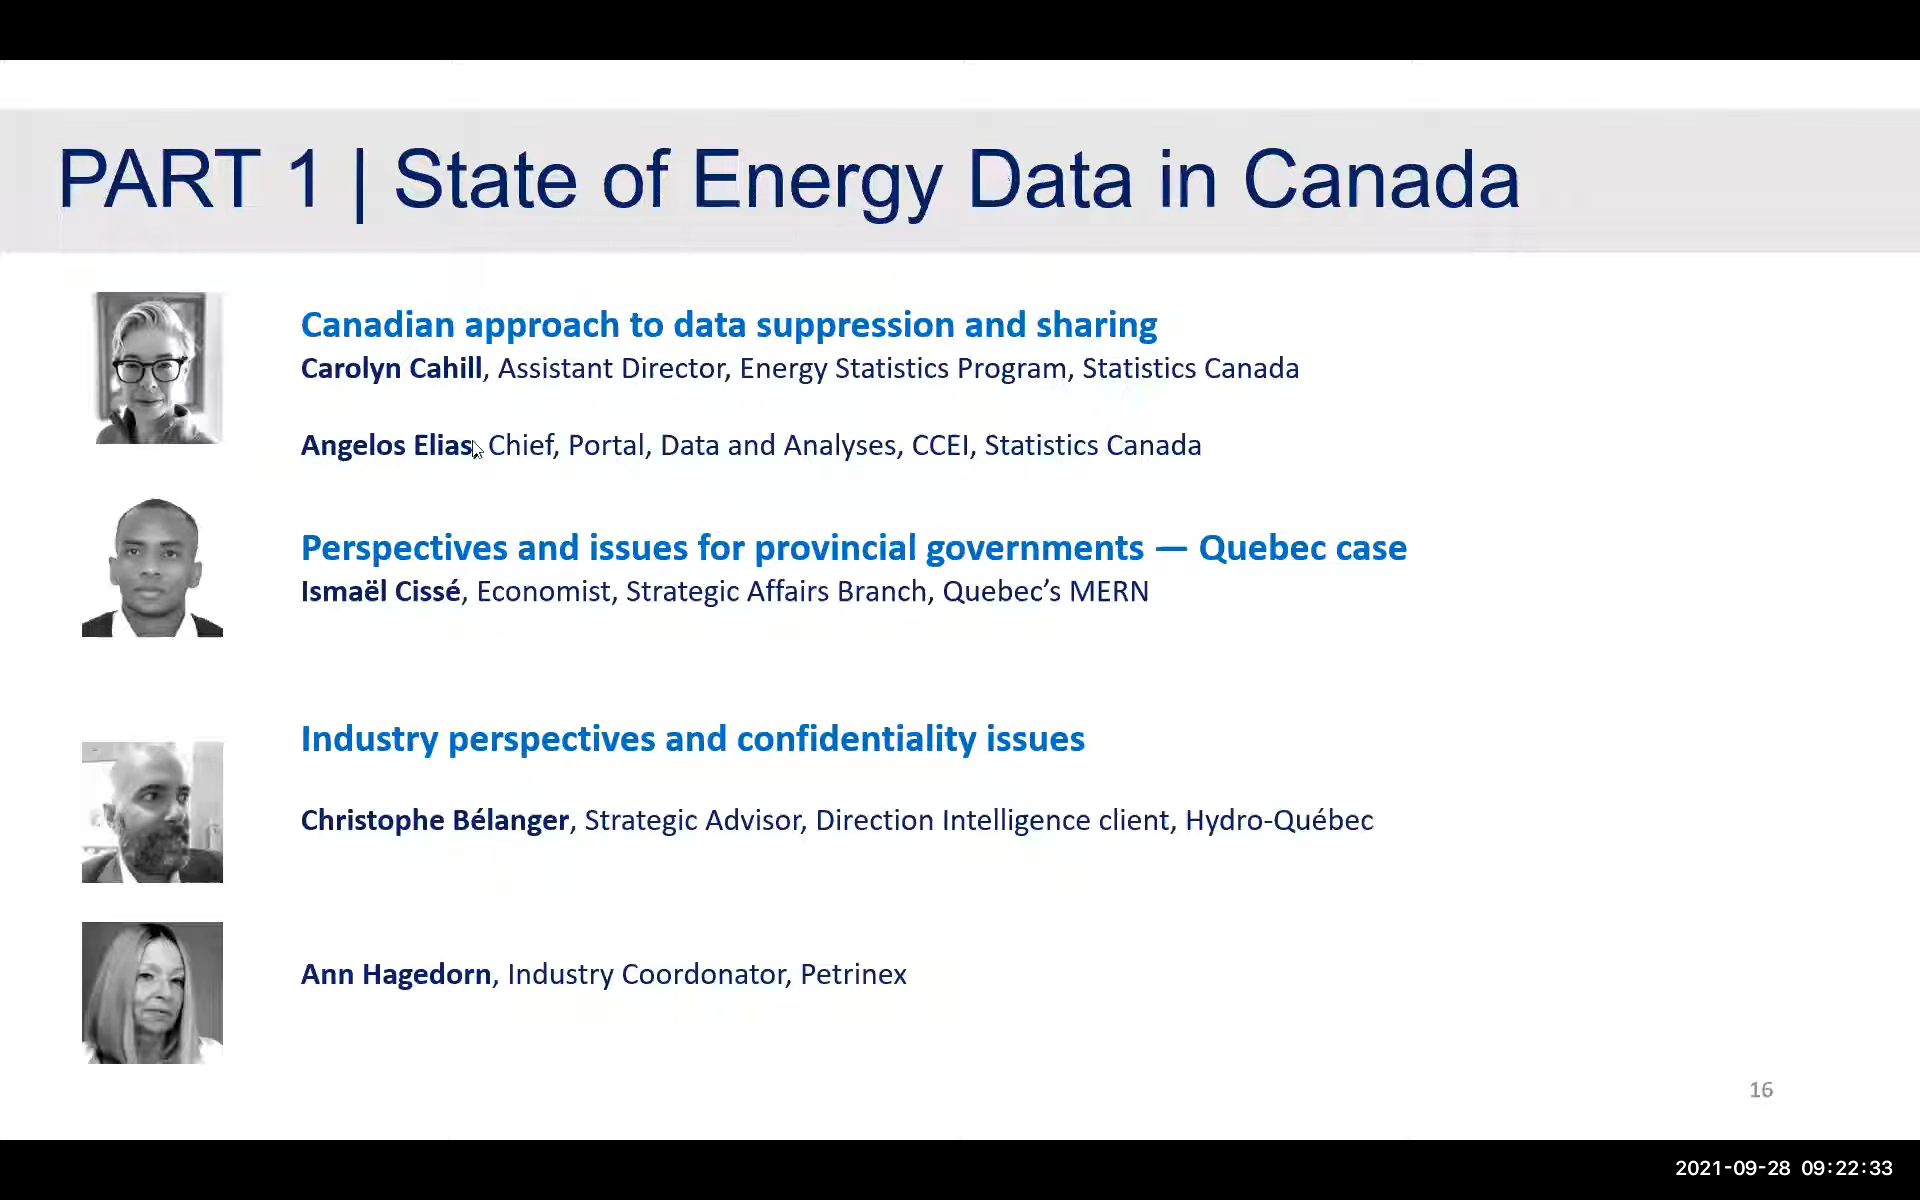 PART 1 | State of Energy Data in Canada
Canadian approach to data suppression and sharing
Carolyn Cahill, Assistant Director, Energy Statistics Program, Statistics Canada
Angelos Elias, Chief, Portal, Data and Analyses, CCEI, Statistics Canada
Perspectives and issues for provincial governments — Quebec case
Ismaël Cissé, Economist, Strategic Affairs Branch, Quebec’s MERN
Industry perspectives and confidentiality issues
Christophe Bélanger, Strategic Advisor, Direction Intelligence client, Hydro-Québec
Ann Hagedorn, Industry Coordonator, Petrinex
16
2021-09-28 09:22:33